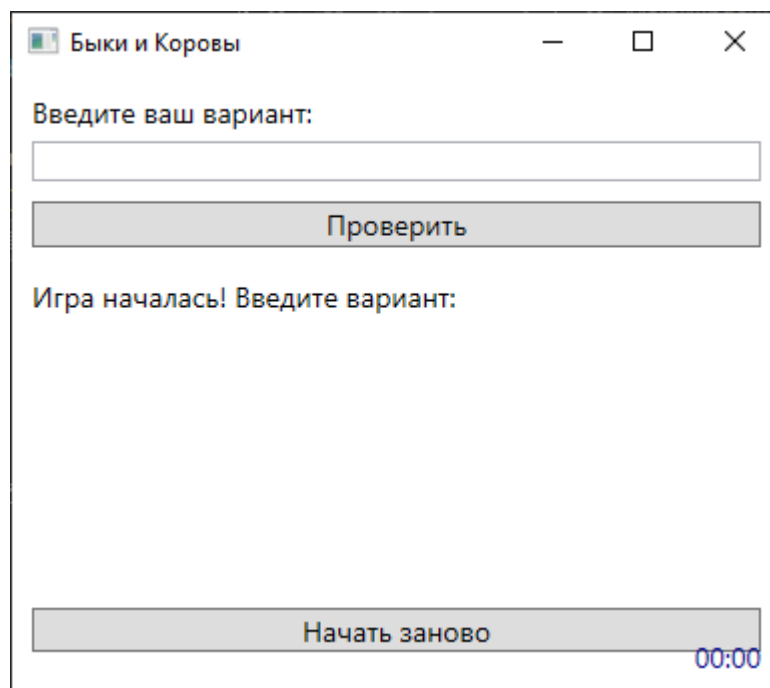 Быки и Коровы
Введите ваш вариант:
Проверить
Игра началась! Введите вариант:
Начать заново
00:00